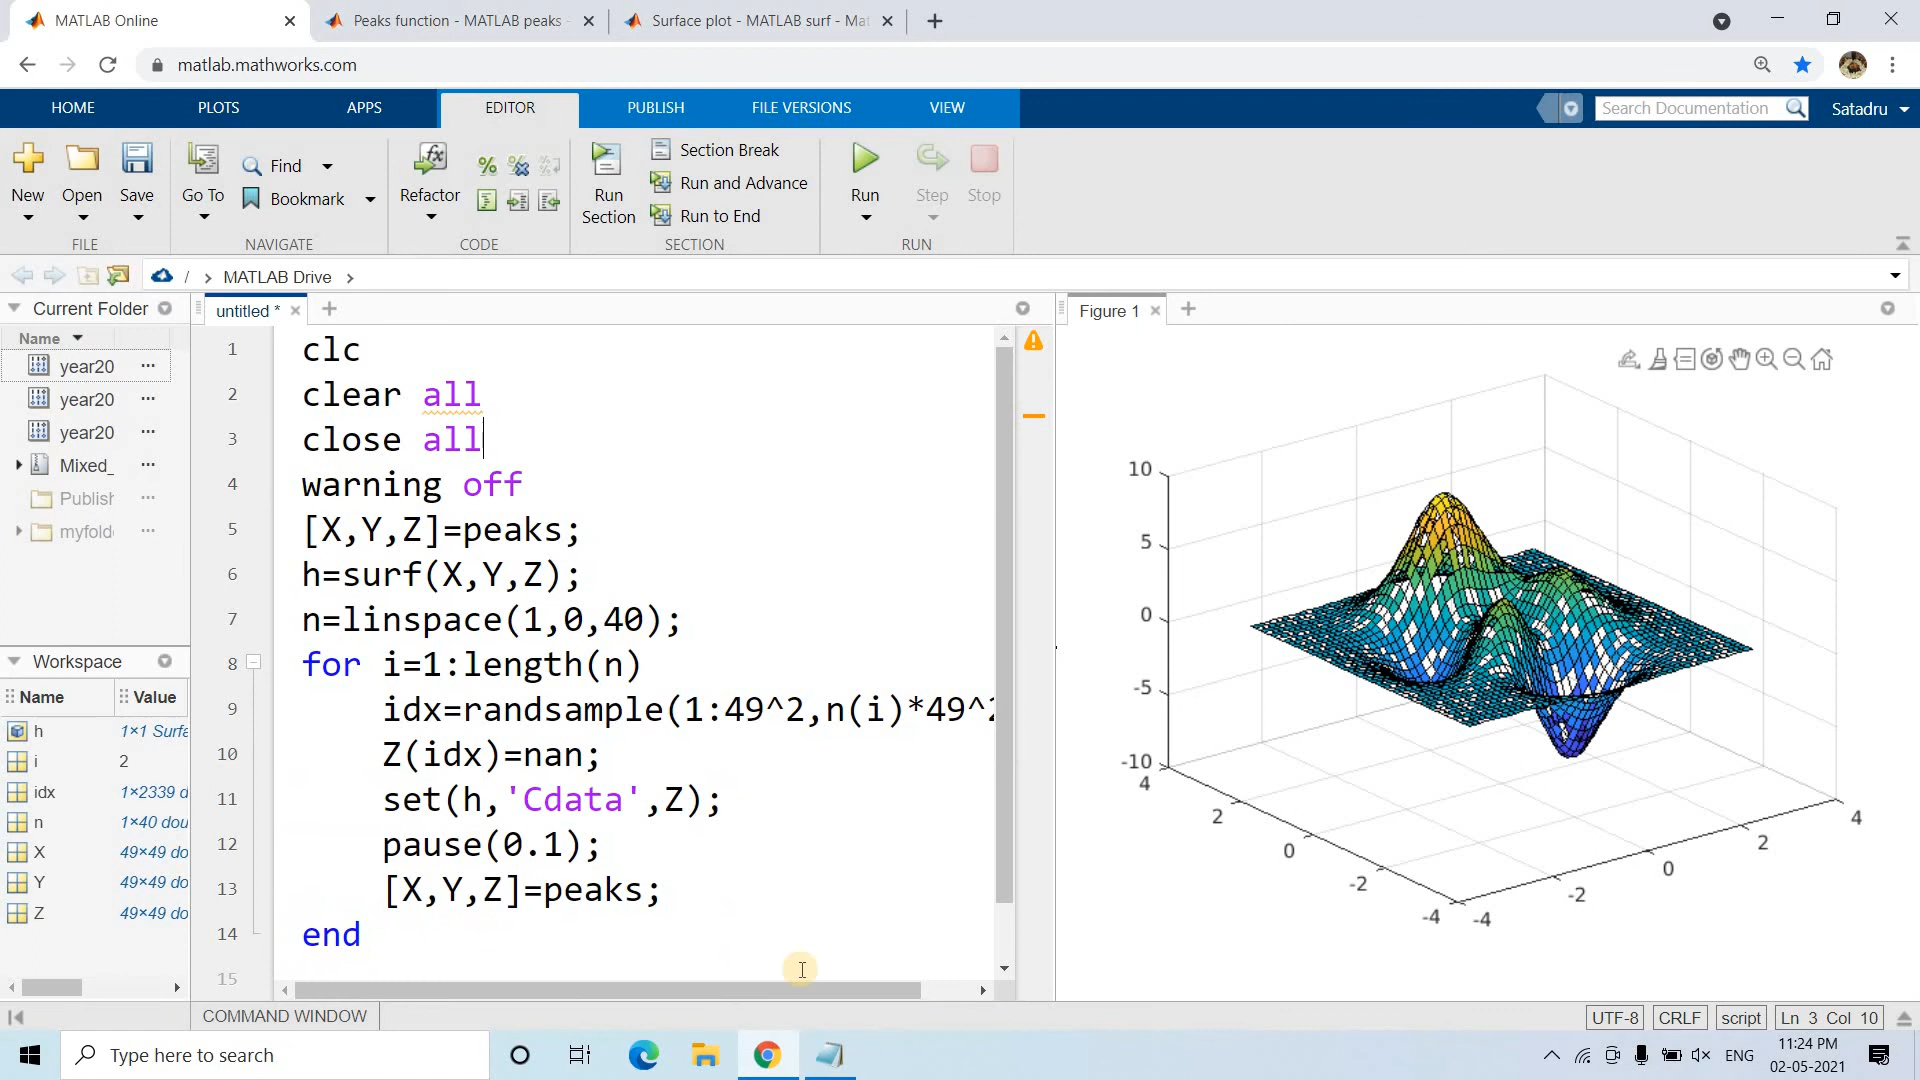 MATLAB Online
Peaks function - MATLAB peaks -
Surface plot - MATLAB surf - Mat
matlab.mathworks.com
HOME
PLOTS
APPS
EDITOR
PUBLISH
FILE VERSIONS
VIEW
Search Documentation
Satadru
New
Open
Save
FILE
Go To
Find
Bookmark
NAVIGATE
Refactor
CODE
Run Section
Section Break
Run and Advance
Run to End
SECTION
Run
Step
Stop
RUN
/ > MATLAB Drive >
Current Folder
Name
year20 ...
year20 ...
year20 ...
Mixed_ ...
Publish ...
myfold ...
Workspace
Name Value
h 1×1 Surfa
i 2
idx 1×2339 d
n 1×40 dou
X 49×49 do
Y 49×49 do
Z 49×49 do
untitled *
1 clc
2 clear all
3 close all
4 warning off
5 [X,Y,Z]=peaks;
6 h=surf(X,Y,Z);
7 n=linspace(1,0,40);
8 for i=1:length(n)
9 idx=randsample(1:49^2,n(i)*49^2
10 Z(idx)=nan;
11 set(h,'Cdata',Z);
12 pause(0.1);
13 [X,Y,Z]=peaks;
14 end
15
Figure 1
10
5
0
-5
-10
4
2
0
-2
-4
-4
-2
0
2
4
COMMAND WINDOW
UTF-8
CRLF
script
Ln 3 Col 10
Type here to search
ENG
11:24 PM
02-05-2021